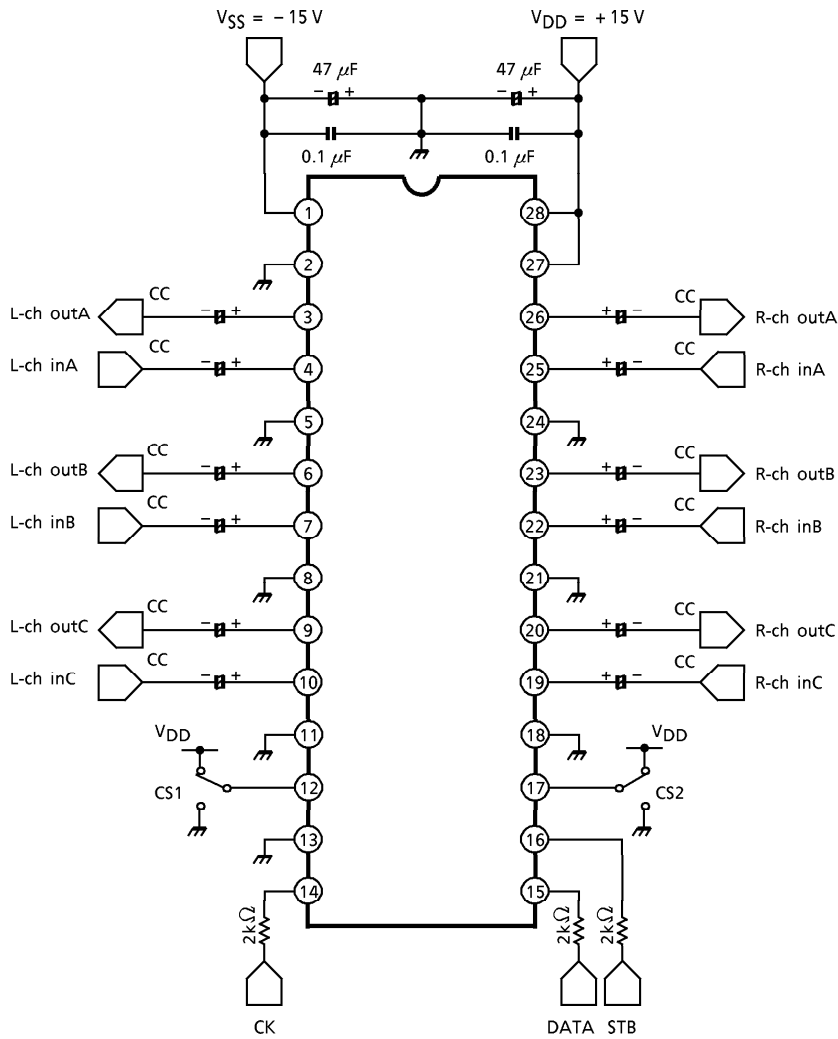 VSS = − 15 V
VDD = + 15 V
47 μF
47 μF
− +
− +
0.1 μF
0.1 μF
1
28
2
27
L-ch outA
CC
− +
3
26
+ −
CC
R-ch outA
L-ch inA
CC
− +
4
25
+ −
CC
R-ch inA
5
24
L-ch outB
CC
− +
6
23
+ −
CC
R-ch outB
L-ch inB
CC
− +
7
22
+ −
CC
R-ch inB
8
21
L-ch outC
CC
− +
9
20
+ −
CC
R-ch outC
L-ch inC
CC
− +
10
19
+ −
CC
R-ch inC
11
18
VDD
VDD
CS1
12
17
CS2
13
16
14
15
2kΩ
2kΩ
2kΩ
CK
DATA
STB